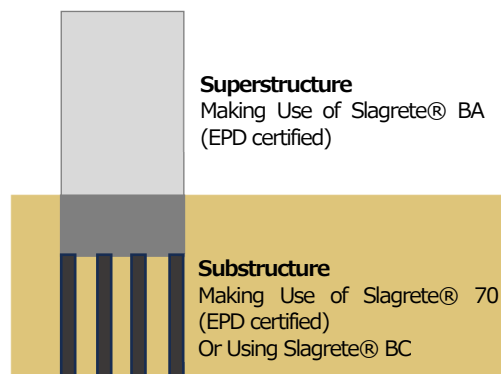 Superstructure
Making Use of Slagrete® BA
(EPD certified)
Substructure
Making Use of Slagrete® 70
(EPD certified)
Or Using Slagrete® BC